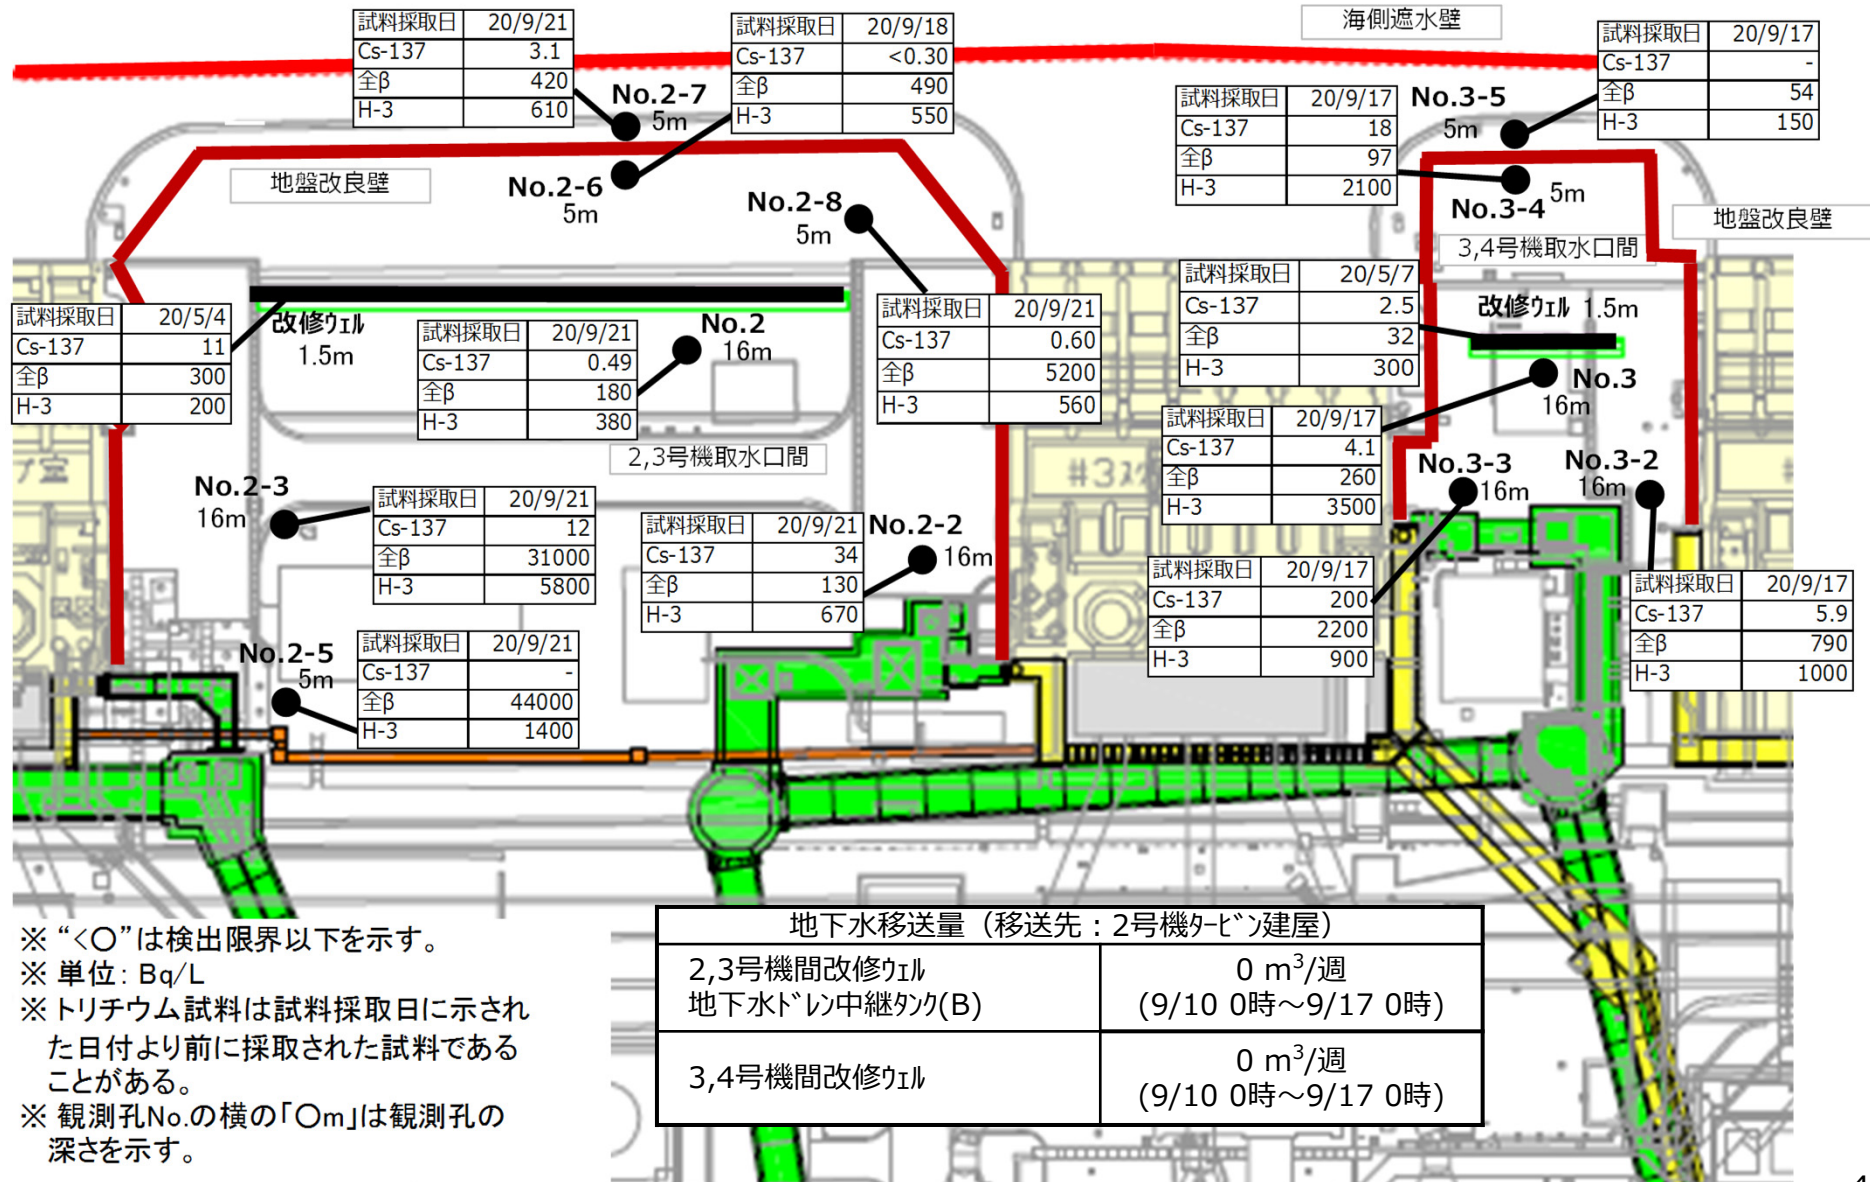 海側遮水壁
試料採取日 20/9/21
Cs-137 3.1
全β 420
H-3 610
No.2-7
5m
試料採取日 20/9/18
Cs-137 <0.30
全β 490
H-3 550
No.2-6
5m
試料採取日 20/9/17
Cs-137 18
全β 97
H-3 2100
No.3-5
5m
試料採取日 20/9/17
Cs-137 -
全β 54
H-3 150
地盤改良壁
No.2-8
5m
No.3-4
5m
地盤改良壁
3,4号機取水口間
試料採取日 20/5/4
Cs-137 11
全β 300
H-3 200
改修ｳｪﾙ
1.5m
試料採取日 20/9/21
Cs-137 0.49
全β 180
H-3 380
No.2
16m
試料採取日 20/9/21
Cs-137 0.60
全β 5200
H-3 560
試料採取日 20/5/7
Cs-137 2.5
全β 32
H-3 300
改修ｳｪﾙ 1.5m
No.3
16m
試料採取日 20/9/17
Cs-137 4.1
全β 260
H-3 3500
2,3号機取水口間
プ室
#3ｽｸ
No.2-3
16m
試料採取日 20/9/21
Cs-137 12
全β 31000
H-3 5800
試料採取日 20/9/21
Cs-137 34
全β 130
H-3 670
No.2-2
16m
No.3-3
16m
No.3-2
16m
試料採取日 20/9/17
Cs-137 200
全β 2200
H-3 900
試料採取日 20/9/17
Cs-137 5.9
全β 790
H-3 1000
No.2-5
5m
試料採取日 20/9/21
Cs-137 -
全β 44000
H-3 1400
※ “<〇”は検出限界以下を示す。
※ 単位: Bq/L
※ トリチウム試料は試料採取日に示され
た日付より前に採取された試料である
ことがある。
※ 観測孔No.の横の「〇m」は観測孔の
深さを示す。
地下水移送量（移送先：2号機ﾀｰﾋﾞﾝ建屋）
2,3号機間改修ｳｪﾙ
地下水ﾄﾞﾚﾝ中継ﾀﾝｸ(B)
0 m³/週
(9/10 0時～9/17 0時)
3,4号機間改修ｳｪﾙ
0 m³/週
(9/10 0時～9/17 0時)